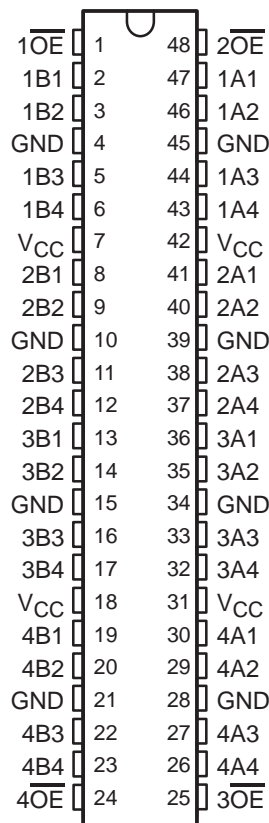 1O̅E̅ 1 48 2O̅E̅
1B1 2 47 1A1
1B2 3 46 1A2
GND 4 45 GND
1B3 5 44 1A3
1B4 6 43 1A4
VCC 7 42 VCC
2B1 8 41 2A1
2B2 9 40 2A2
GND 10 39 GND
2B3 11 38 2A3
2B4 12 37 2A4
3B1 13 36 3A1
3B2 14 35 3A2
GND 15 34 GND
3B3 16 33 3A3
3B4 17 32 3A4
VCC 18 31 VCC
4B1 19 30 4A1
4B2 20 29 4A2
GND 21 28 GND
4B3 22 27 4A3
4B4 23 26 4A4
4O̅E̅ 24 25 3O̅E̅